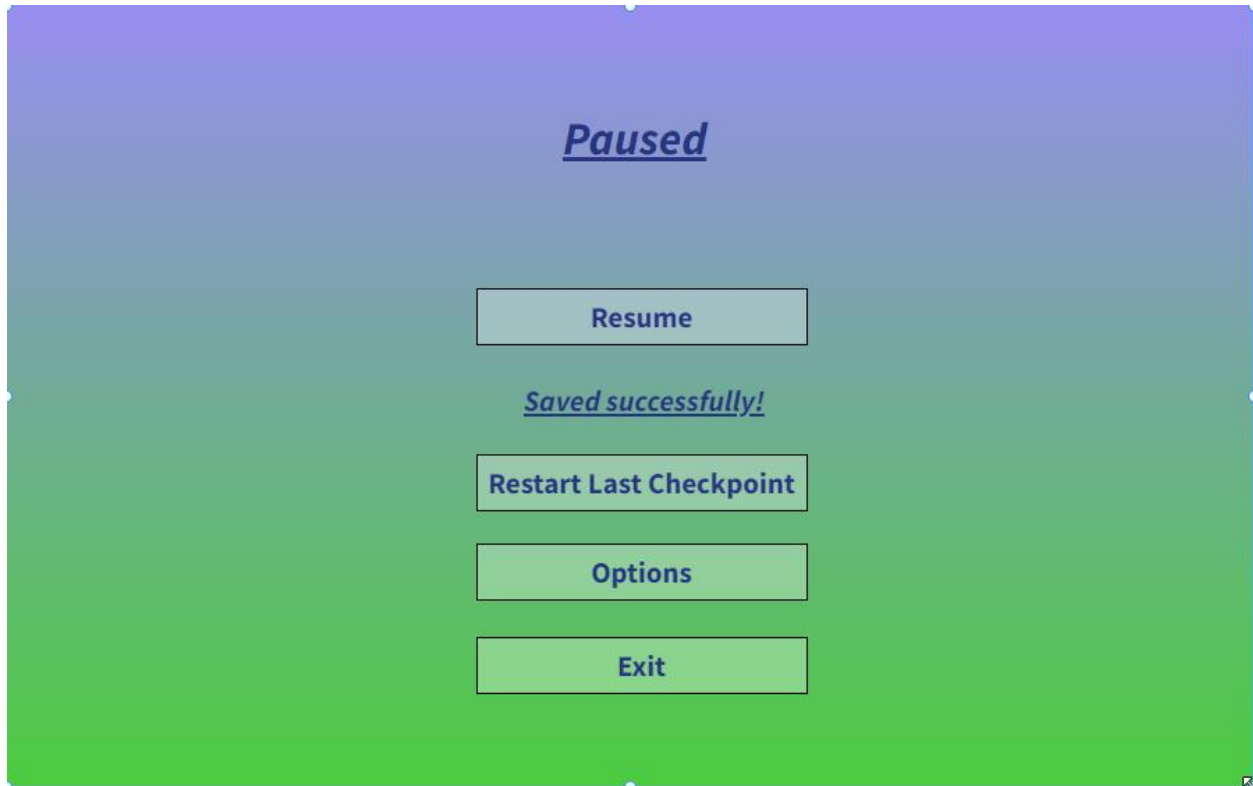 Paused
Resume
Saved successfully!
Restart Last Checkpoint
Options
Exit